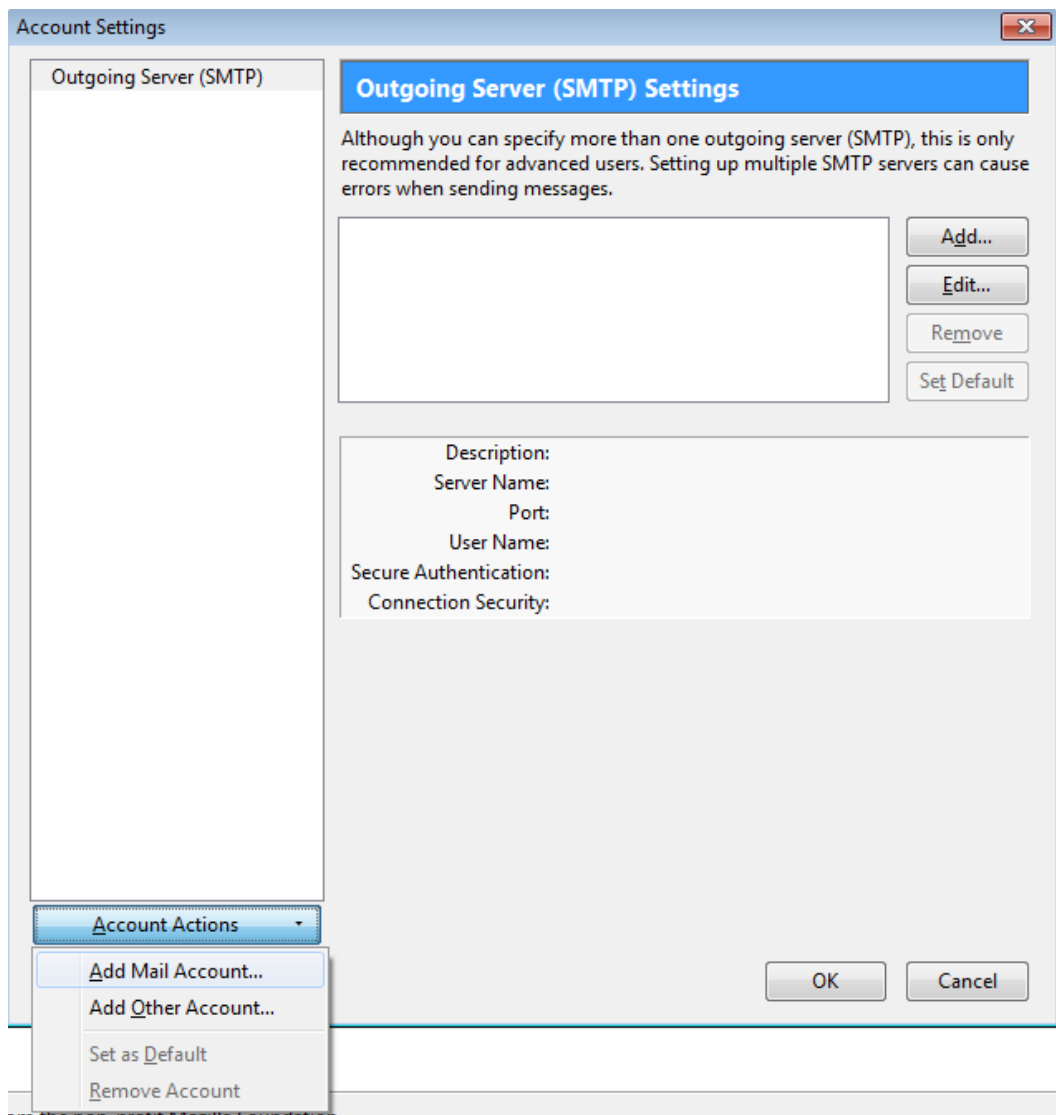 Account Settings
Outgoing Server (SMTP)
Outgoing Server (SMTP) Settings
Although you can specify more than one outgoing server (SMTP), this is only
recommended for advanced users. Setting up multiple SMTP servers can cause
errors when sending messages.
Add...
Edit...
Remove
Set Default
Description:
Server Name:
Port:
User Name:
Secure Authentication:
Connection Security:
Account Actions
Add Mail Account...
Add Other Account...
Set as Default
Remove Account
OK
Cancel